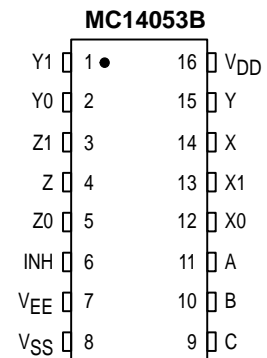 MC14053B
Y1 1 16 VDD
Y0 2 15 Y
Z1 3 14 X
Z 4 13 X1
Z0 5 12 X0
INH 6 11 A
VEE 7 10 B
VSS 8 9 C